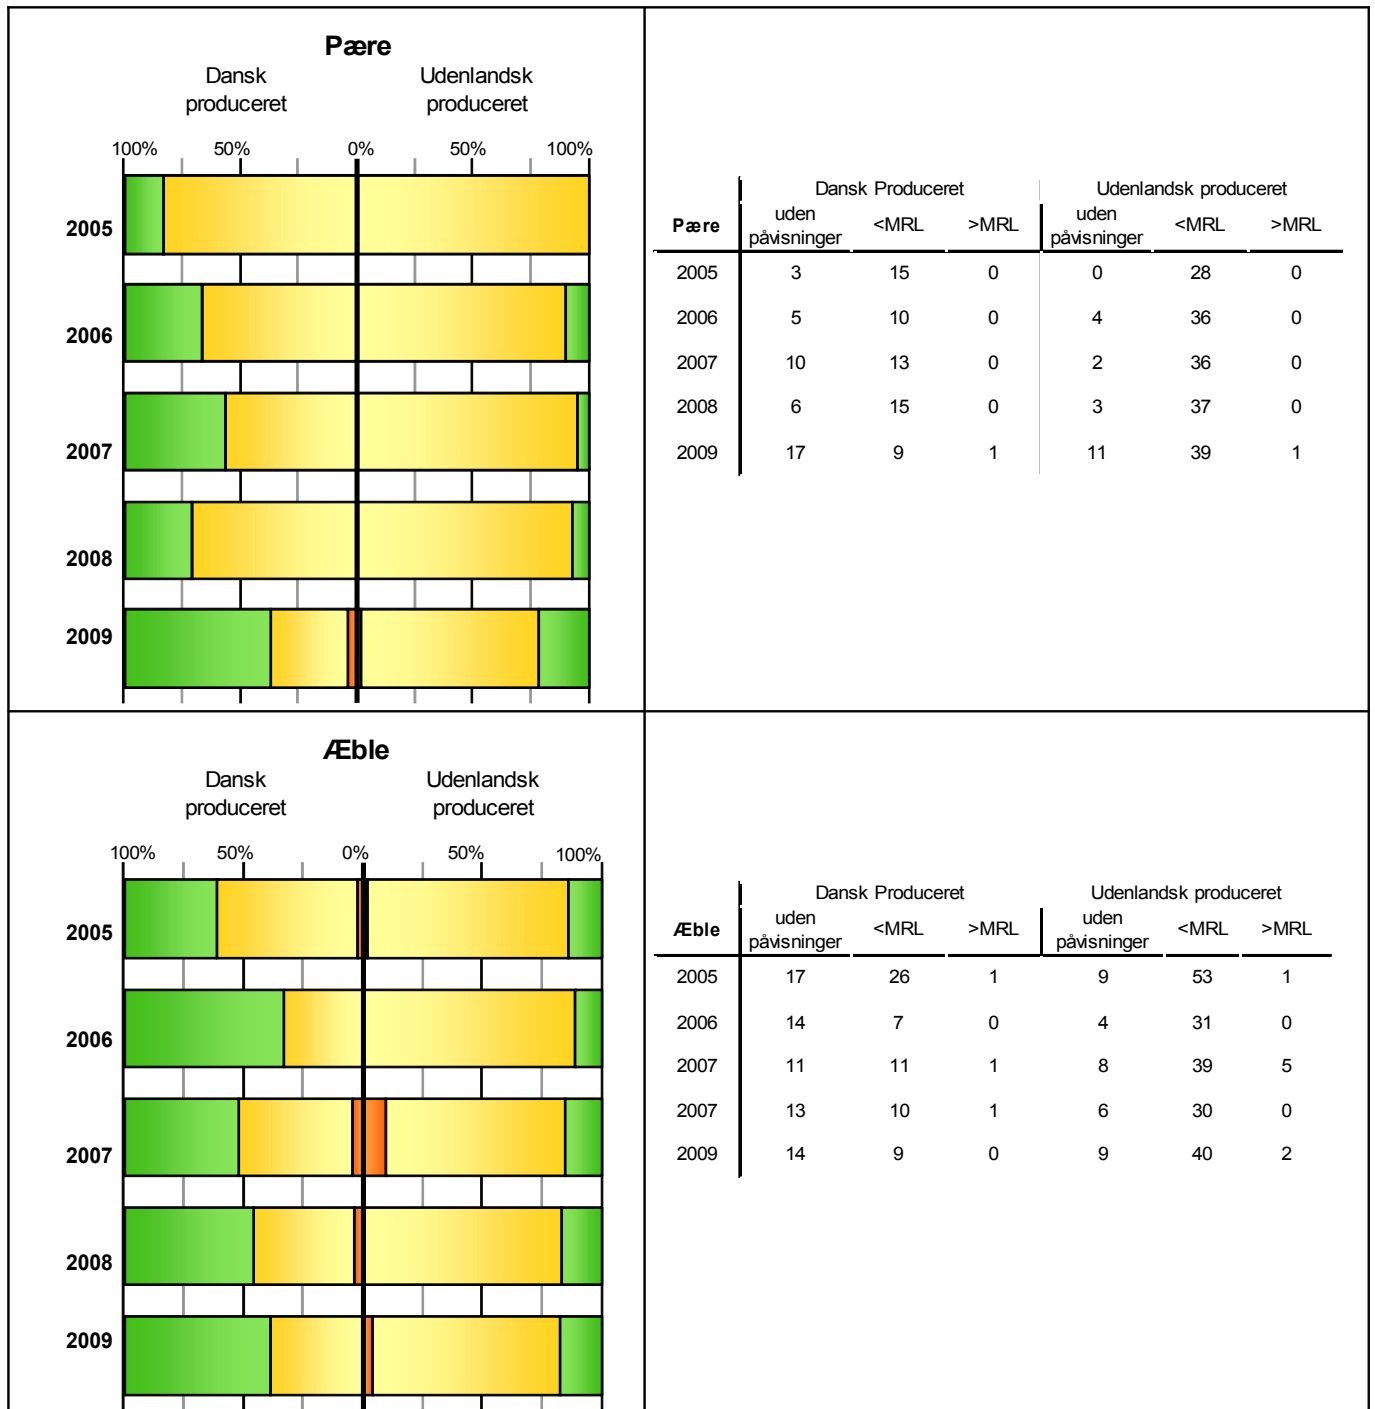 Pære
Dansk produceret
Udenlandsk produceret
100% 50% 0% 50% 100%
2005
2006
2007
2008
2009
Dansk Produceret Udenlandsk produceret
Pære uden påvisninger <MRL >MRL uden påvisninger <MRL >MRL
2005 3 15 0 0 28 0
2006 5 10 0 4 36 0
2007 10 13 0 2 36 0
2008 6 15 0 3 37 0
2009 17 9 1 11 39 1
Æble
Dansk produceret
Udenlandsk produceret
100% 50% 0% 50% 100%
2005
2006
2007
2008
2009
Dansk Produceret Udenlandsk produceret
Æble uden påvisninger <MRL >MRL uden påvisninger <MRL >MRL
2005 17 26 1 9 53 1
2006 14 7 0 4 31 0
2007 11 11 1 8 39 5
2007 13 10 1 6 30 0
2009 14 9 0 9 40 2